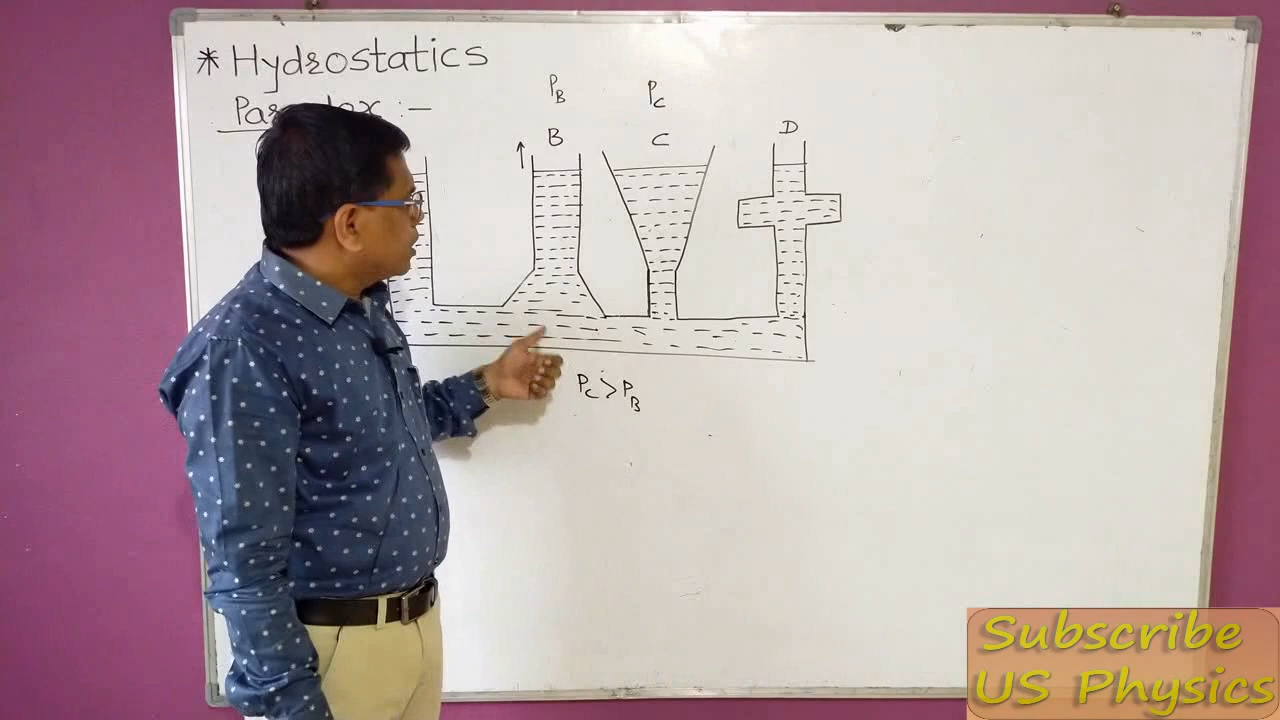 * Hydrostatics
:-
P_B P_C
B C D
P_C > P_B
Subscribe
US Physics